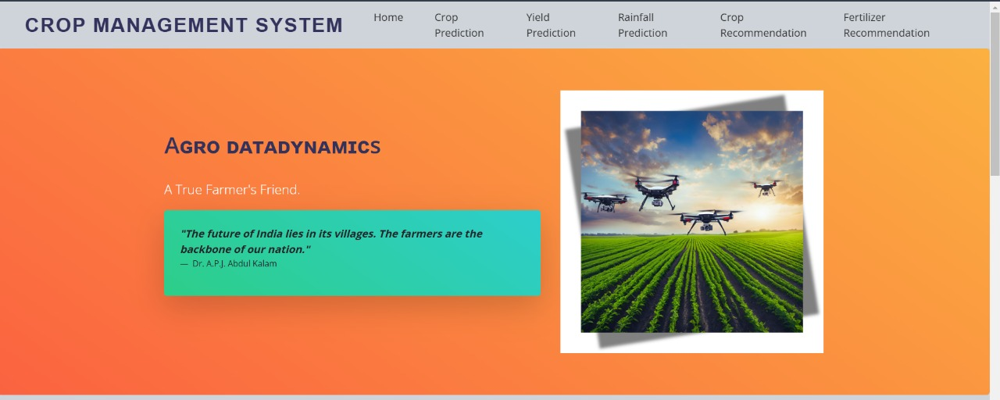 CROP MANAGEMENT SYSTEM
Home
Crop
Prediction
Yield
Prediction
Rainfall
Prediction
Crop
Recommendation
Fertilizer
Recommendation
Agro datadynamics
A True Farmer's Friend.
"The future of India lies in its villages. The farmers are the
backbone of our nation."
— Dr. A.P.J. Abdul Kalam